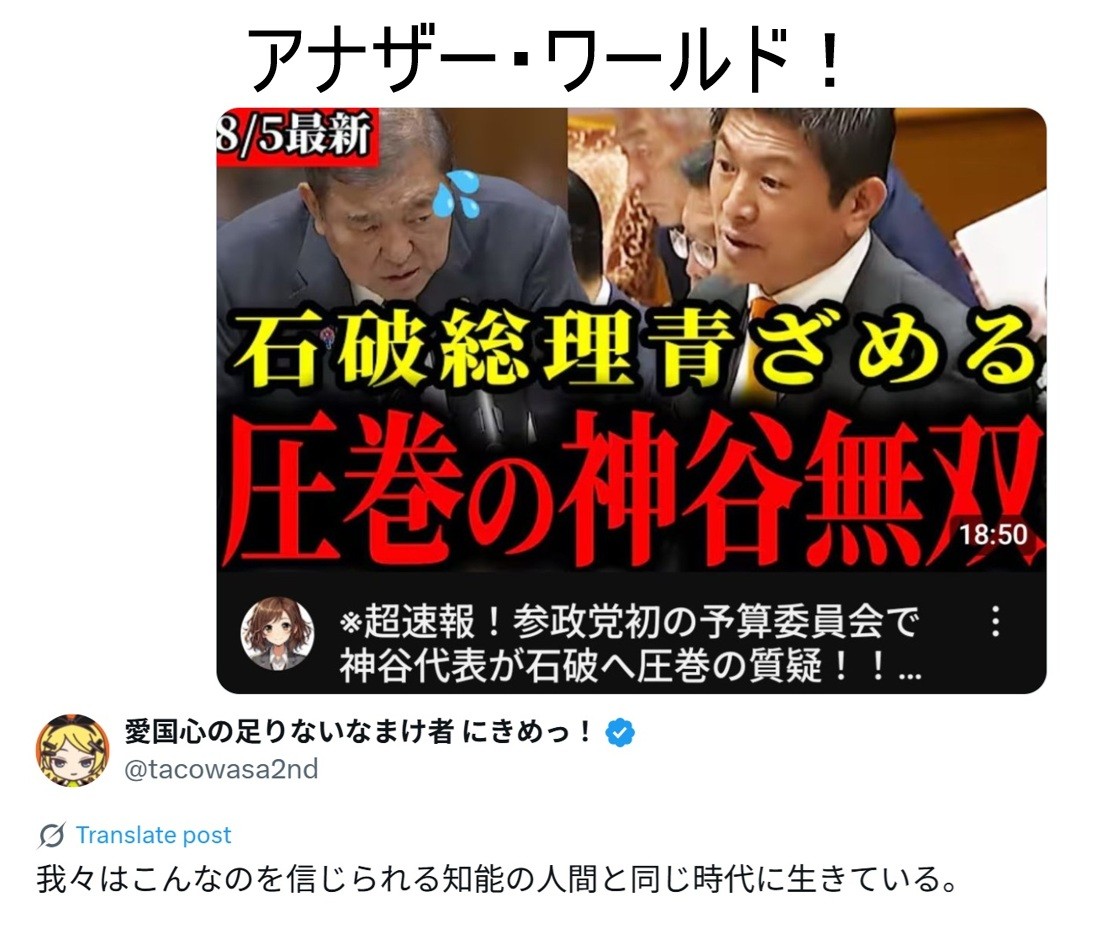 アナザー・ワールド！
8/5最新
石破総理青ざめる
圧巻の神谷無双
18:50
※超速報！参政党初の予算委員会で
神谷代表が石破へ圧巻の質疑！！...
愛国心の足りないなまけ者 にきめっ！
@tacowasa2nd
Translate post
我々はこんなのを信じられる知能の人間と同じ時代に生きている。